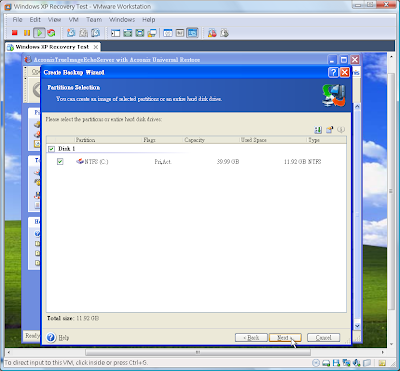 Windows XP Recovery Test - VMware Workstation
File Edit View VM Team Windows Help
Windows XP Recovery Test
AcronisTrueImageEchoServer with Acronis Universal Restore
Create Backup Wizard
Partitions Selection
You can create an image of selected partitions or an entire hard disk drive.
Please select the partitions or entire hard disk drives:
Partition Flags Capacity Used Space Type
Disk 1
NTFS (C:) Pri,Act 39.99 GB 11.92 GB NTFS
Total size: 11.92 GB
Help < Back Next > Cancel
Ready
To direct input to this VM, click inside or press Ctrl+G.